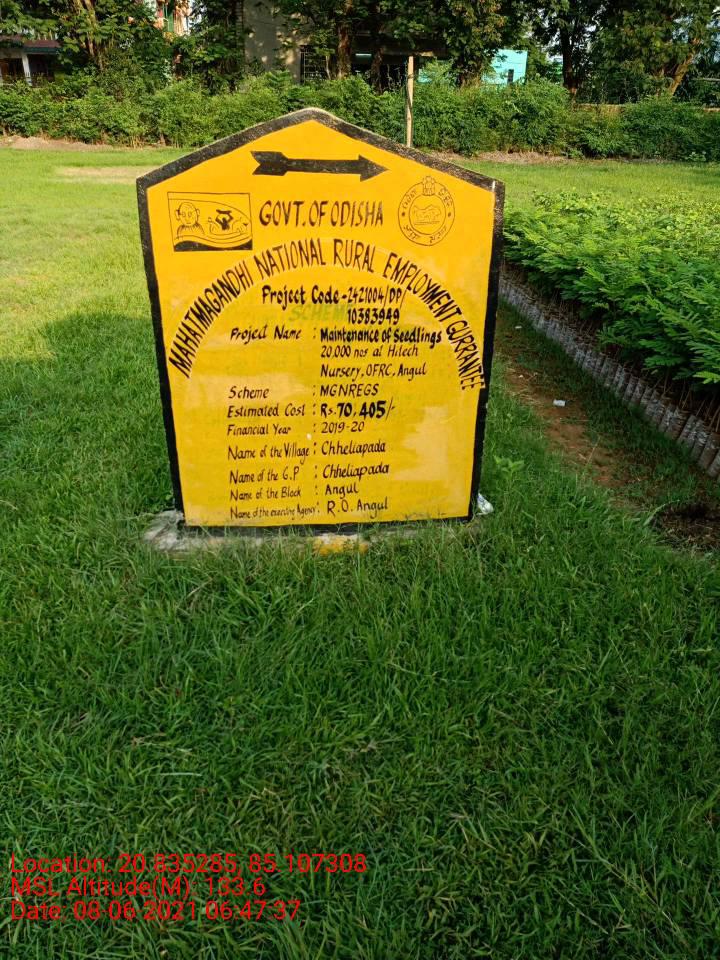 GOVT. OF ODISHA
MAHATMAGANDHI NATIONAL RURAL EMPLOYMENT GURRANTEE
Project Code-2421004/DP/
SCHEME
10383949
Project Name : Maintenance of Seedlings
20,000 nos at Hitech
Nursery, OFRC, Angul
Scheme : MGNREGS
Estimated Cost : Rs. 70,405/-
Financial Year : 2019-20
Name of the Village : Chheliapada
Name of the G.P : Chheliapada
Name of the Block : Angul
Name of the executing Agency : R.O. Angul
Location: 20.835285, 85.107308
MSL Altitude(M): 133.6
Date: 08-06-2021 06:47:37